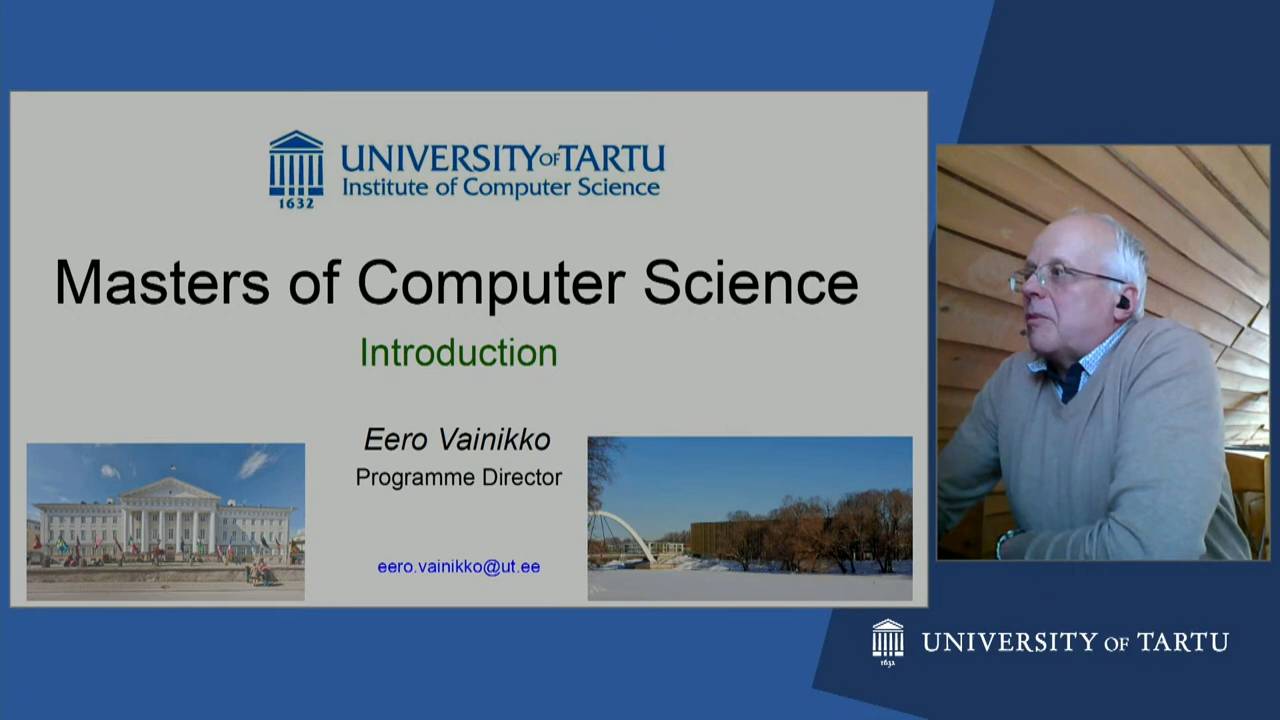 UNIVERSITY OF TARTU
Institute of Computer Science
1632
Masters of Computer Science
Introduction
Eero Vainikko
Programme Director
eero.vainikko@ut.ee
UNIVERSITY OF TARTU
1632